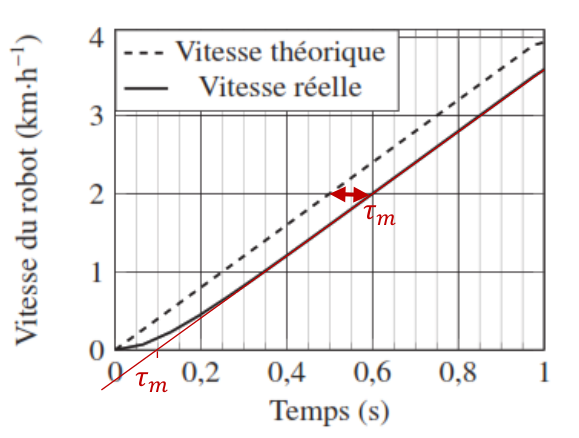 Vitesse du robot (km·h⁻¹)
4
3
2
1
0
Vitesse théorique
Vitesse réelle
τₘ
τₘ
0
0,2
0,4
0,6
0,8
1
Temps (s)